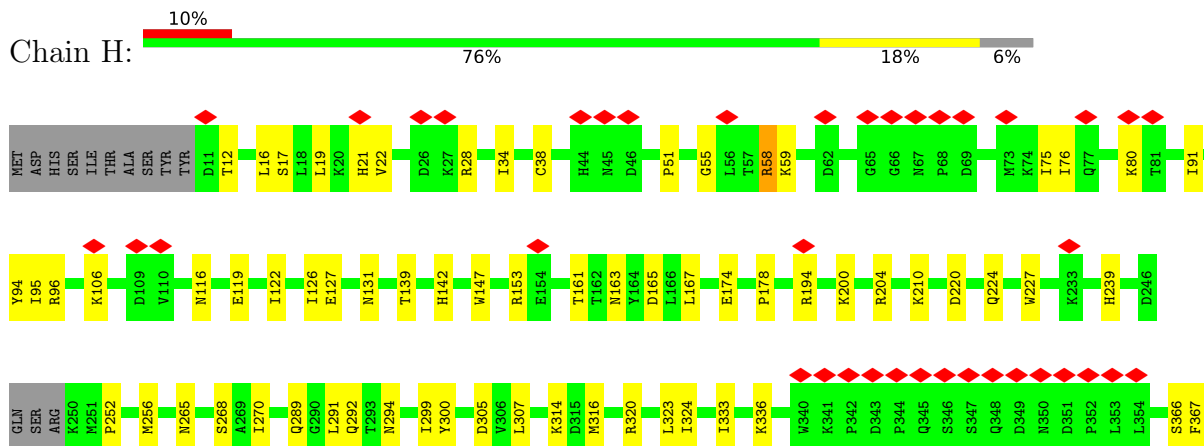 10%
Chain H:
76% 18% 6%
MET ASP HIS SER ILE THR ALA SER TYR TYR D11 T12 L16 S17 L18 L19 K20 H21 V22 D26 K27 R28 I34 C38 H44 N45 D46 P51 G55 L56 T57 R58 K59 D62 G65 G66 N67 P68 D69 M73 K74 I75 I76 Q77 K80 T81 I91
Y94 I95 R96 K106 D109 V110 N116 E119 I122 I126 E127 N131 T139 H142 W147 R153 E154 T161 T162 N163 Y164 D165 L166 L167 E174 P178 R194 K200 R204 K210 D220 Q224 W227 K233 H239 D246
GLN SER ARG K250 M251 P252 M256 N265 S268 A269 I270 Q289 G290 L291 Q292 T293 N294 I299 Y300 D305 V306 L307 K314 D315 M316 R320 L323 I324 I333 K336 W340 K341 P342 D343 P344 Q345 S346 S347 Q348 D349 N350 D351 P352 L353 L354 S366 F367